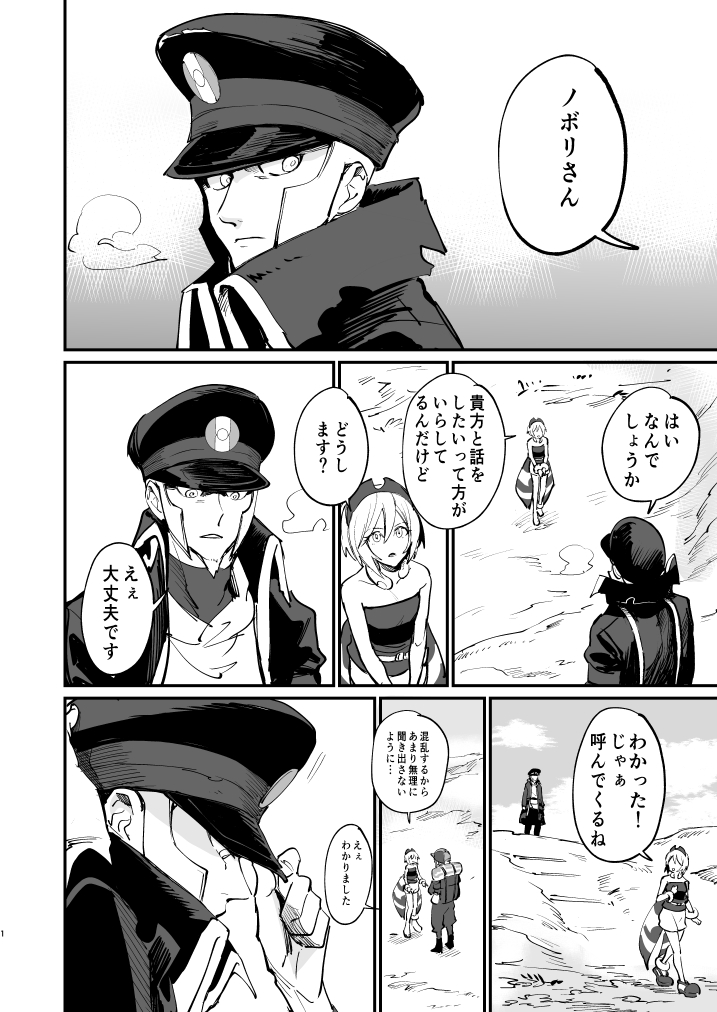 ノボリさん
はい
なんで
しょうか
貴方と話を
したいって方が
いらして
るんだけど
どうし
ます？
えぇ
大丈夫です
わかった！
じゃぁ
呼んでくるね
混乱するから
あまり無理に
聞き出さない
ように…
えぇ
わかりました
1